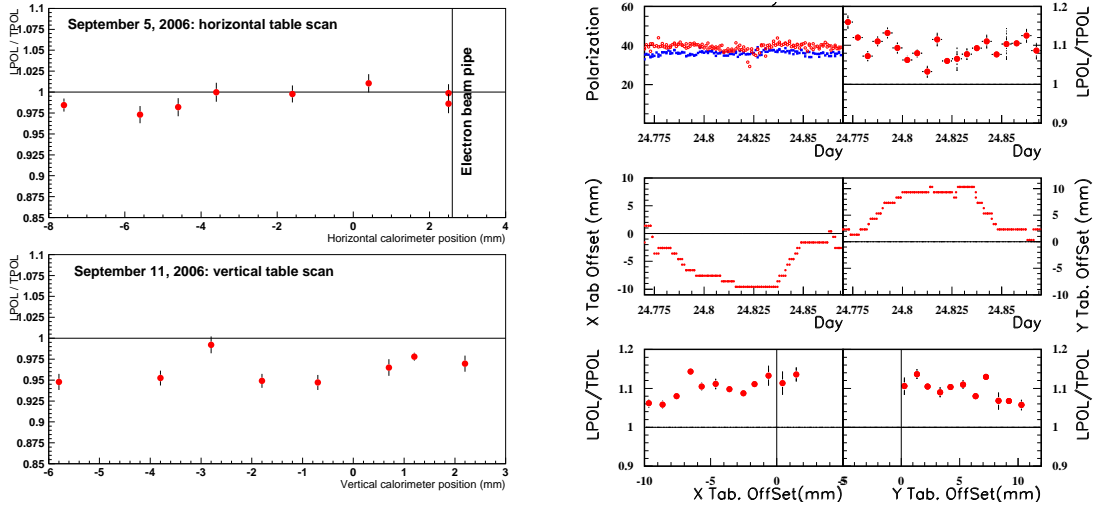 September 5, 2006: horizontal table scan
LPOL / TPOL
1.1
1.075
1.05
1.025
1
0.975
0.95
0.925
0.9
0.875
0.85
Electron beam pipe
-8 -6 -4 -2 0 2 4
Horizontal calorimeter position (mm)
September 11, 2006: vertical table scan
LPOL / TPOL
1.1
1.075
1.05
1.025
1
0.975
0.95
0.925
0.9
0.875
0.85
-6 -5 -4 -3 -2 -1 0 1 2 3
Vertical calorimeter position (mm)
Polarization
60
40
20
24.775 24.8 24.825 24.87
Day
LPOL/TPOL
1.2
1.1
1
0.9
24.775 24.8 24.825 24.85
Day
X Tab OffSet (mm)
10
5
0
-5
-10
24.775 24.8 24.825 24.85
Day
Y Tab. OffSet (mm)
10
5
0
-5
-10
24.8 24.825 24.85
Day
LPOL/TPOL
1.2
1.1
1
0.9
-10 -5 0 5
X Tab. OffSet(mm)
LPOL/TPOL
1.2
1.1
1
0.9
0 5 10
Y Tab. OffSet(mm)